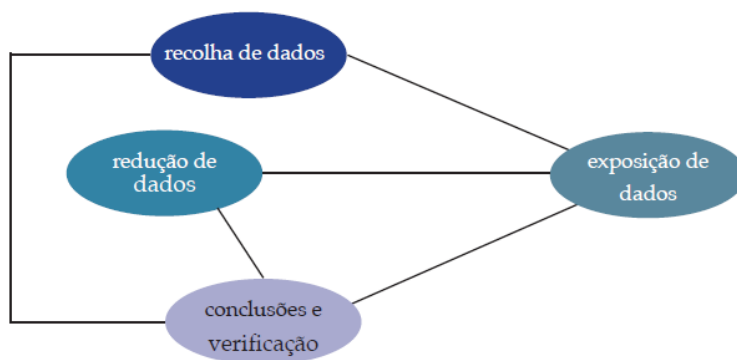 recolha de dados
redução de
dados
exposição de
dados
conclusões e
verificação